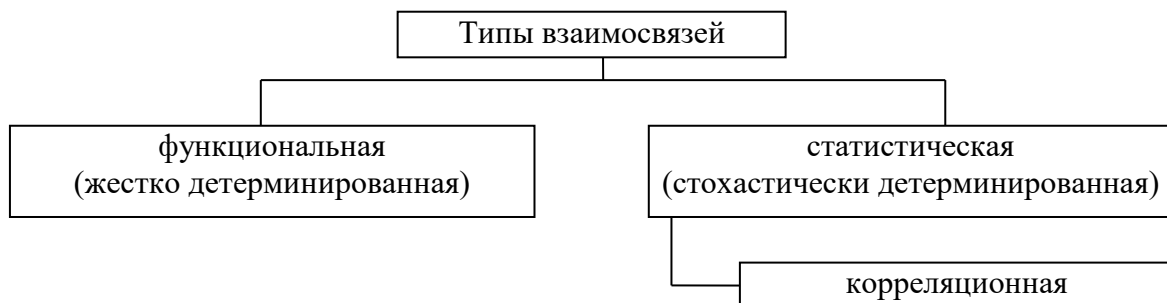 Типы взаимосвязей
функциональная
(жестко детерминированная)
статистическая
(стохастически детерминированная)
корреляционная